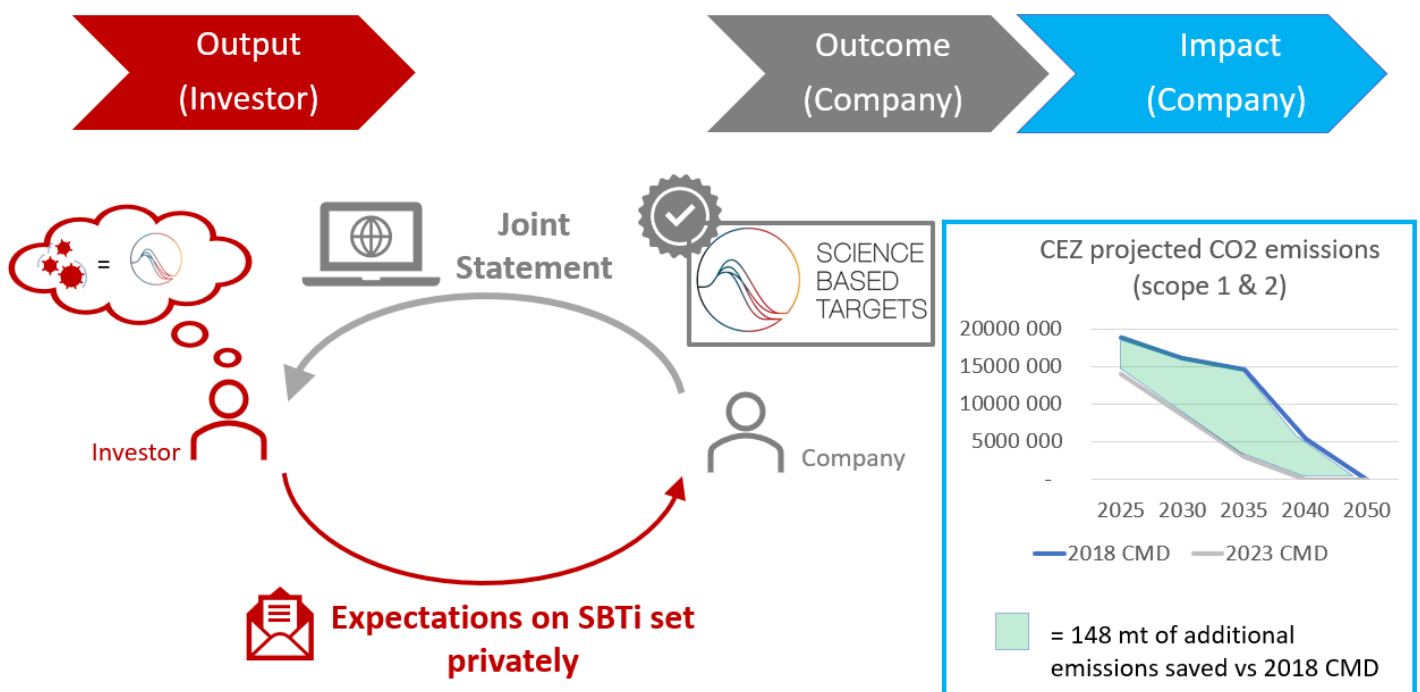 Output
(Investor)
Outcome
(Company)
Impact
(Company)
=
Joint
Statement
SCIENCE
BASED
TARGETS
Investor
Company
Expectations on SBTi set
privately
CEZ projected CO2 emissions
(scope 1 & 2)
20000 000
15000 000
10000 000
5000 000
-
2025 2030 2035 2040 2050
2018 CMD 2023 CMD
= 148 mt of additional
emissions saved vs 2018 CMD